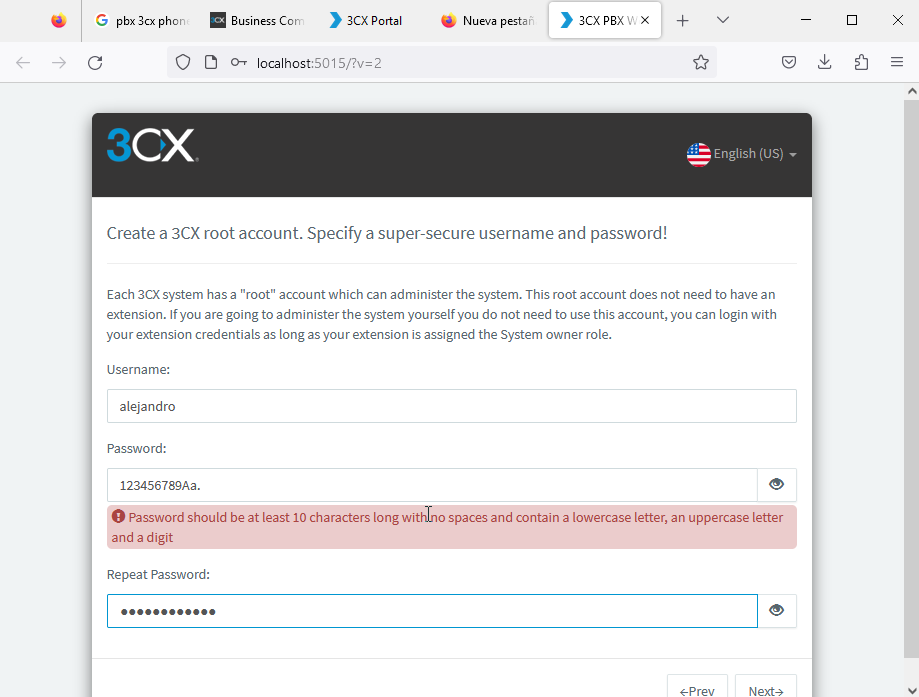 pbx 3cx phon
3CX
Business Com
3CX Portal
Nueva pestañ
3CX PBX W
localhost:5015/?v=2
3CX
English (US)
Create a 3CX root account. Specify a super-secure username and password!
Each 3CX system has a "root" account which can administer the system. This root account does not need to have an
extension. If you are going to administer the system yourself you do not need to use this account, you can login with
your extension credentials as long as your extension is assigned the System owner role.
Username:
alejandro
Password:
123456789Aa.
Password should be at least 10 characters long with no spaces and contain a lowercase letter, an uppercase letter
and a digit
Repeat Password:
••••••••••••
←Prev
Next→